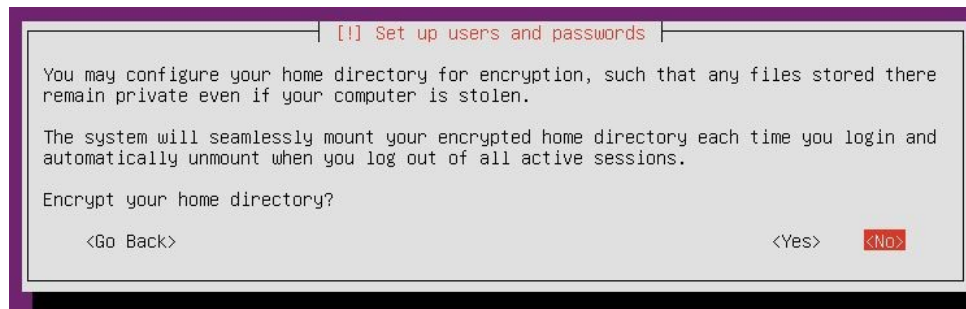 [!] Set up users and passwords
You may configure your home directory for encryption, such that any files stored there
remain private even if your computer is stolen.
The system will seamlessly mount your encrypted home directory each time you login and
automatically unmount when you log out of all active sessions.
Encrypt your home directory?
<Go Back> <Yes> <No>